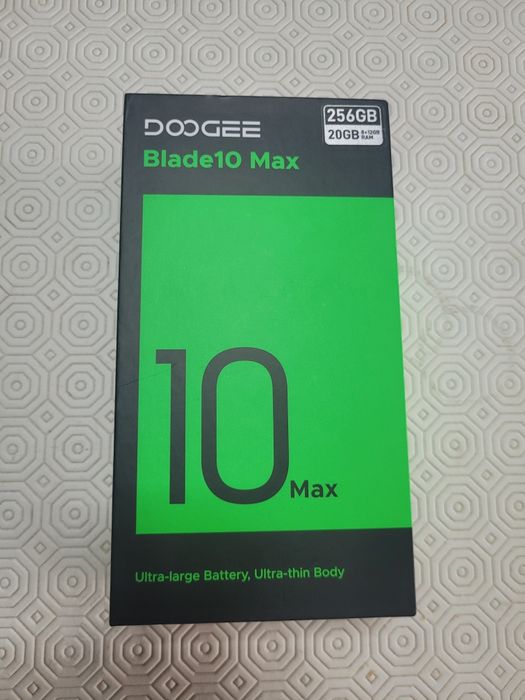 DOOGEE
Blade10 Max
256GB
20GB 8+12GB RAM
10 Max
Ultra-large Battery, Ultra-thin Body